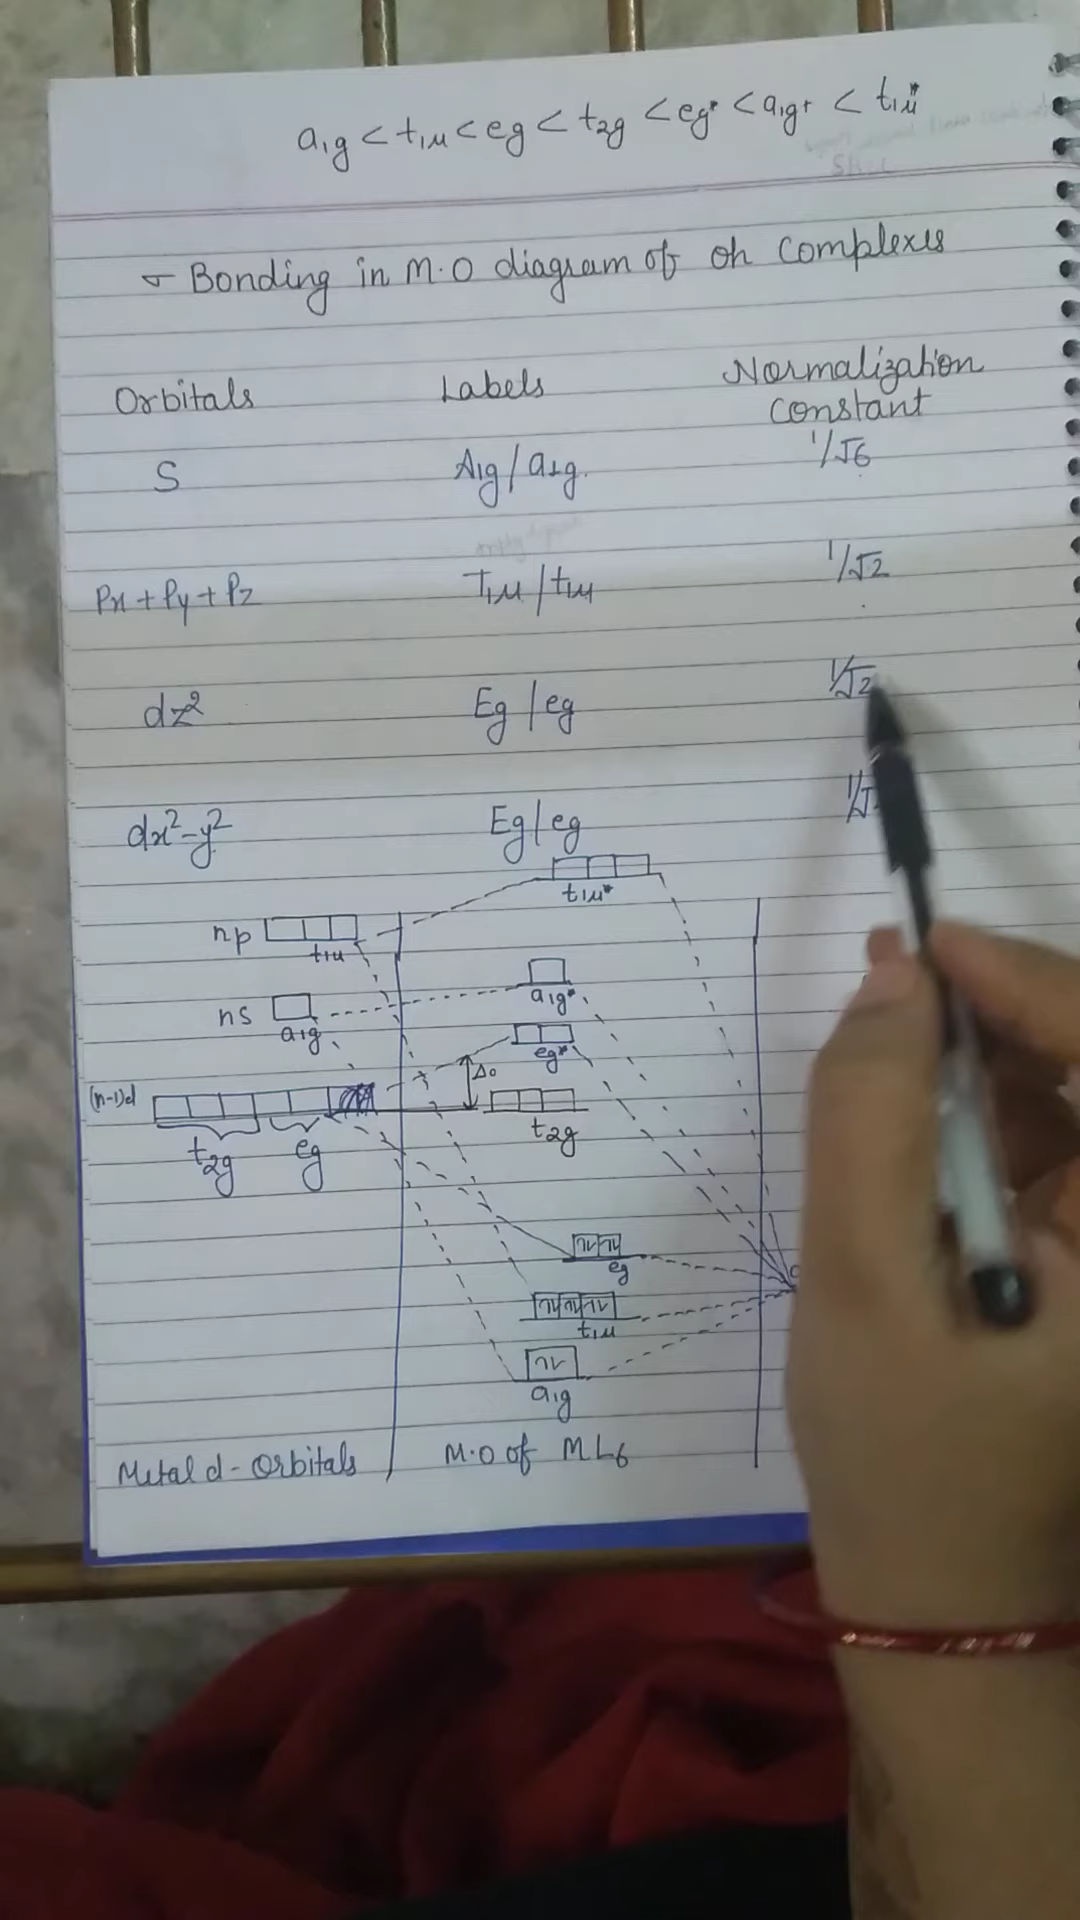 a1g < t1u < eg < t2g < eg* < a1g* < t1u*
σ Bonding in M.O diagram of oh complexes
Orbitals Labels Normalization constant
S A1g/a1g. 1/√6
Px + Py + Pz T1u/t1u 1/√2
dz² Eg/eg 1/√2
dx²-y² Eg/eg
t1u*
np
t1u
ns
a1g*
a1g
eg*
Δo
(n-1)d
t2g eg t2g
eg
t1u
a1g
Metal d-Orbitals M.O of ML6